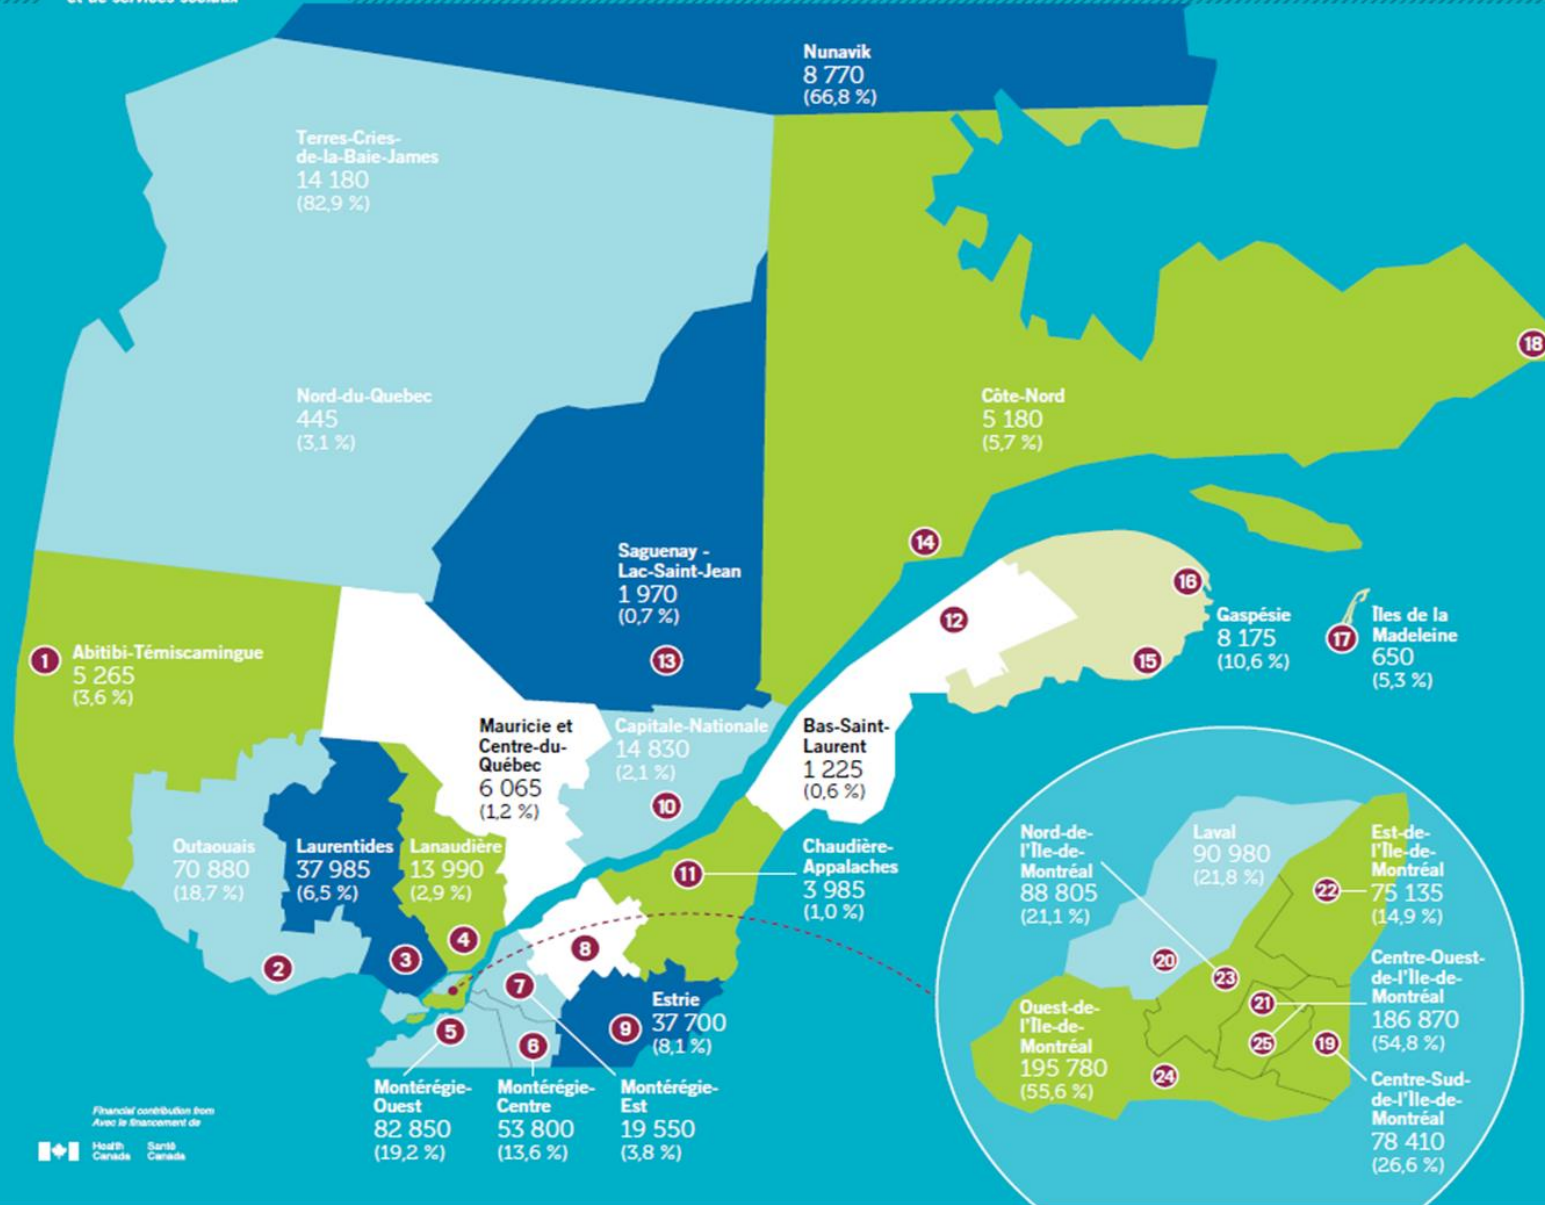 et de services sociaux
Nunavik
8 770
(66,8 %)
Terres-Cries-
de-la-Baie-James
14 180
(82,9 %)
Nord-du-Quebec
445
(3,1 %)
Côte-Nord
5 180
(5,7 %)
18
14
Saguenay -
Lac-Saint-Jean
1 970
(0,7 %)
13
12
16
15
Gaspésie
8 175
(10,6 %)
17
Îles de la
Madeleine
650
(5,3 %)
1
Abitibi-Témiscamingue
5 265
(3,6 %)
Mauricie et
Centre-du-
Québec
6 065
(1,2 %)
Capitale-Nationale
14 830
(2,1 %)
10
Bas-Saint-
Laurent
1 225
(0,6 %)
Outaouais
70 880
(18,7 %)
2
Laurentides
37 985
(6,5 %)
3
Lanaudière
13 990
(2,9 %)
4
11
Chaudière-
Appalaches
3 985
(1,0 %)
8
7
5
6
9
Estrie
37 700
(8,1 %)
Montérégie-
Ouest
82 850
(19,2 %)
Montérégie-
Centre
53 800
(13,6 %)
Montérégie-
Est
19 550
(3,8 %)
Nord-de-
l'Île-de-
Montréal
88 805
(21,1 %)
Laval
90 980
(21,8 %)
Est-de-
l'Île-de-
Montréal
75 135
(14,9 %)
22
20
23
21
25
19
24
Centre-Ouest-
de-l'Île-de-
Montréal
186 870
(54,8 %)
Ouest-de-
l'Île-de-
Montréal
195 780
(55,6 %)
Centre-Sud-
de-l'Île-de-
Montréal
78 410
(26,6 %)
Financial contribution from
Avec le financement de
Health Santé
Canada Canada